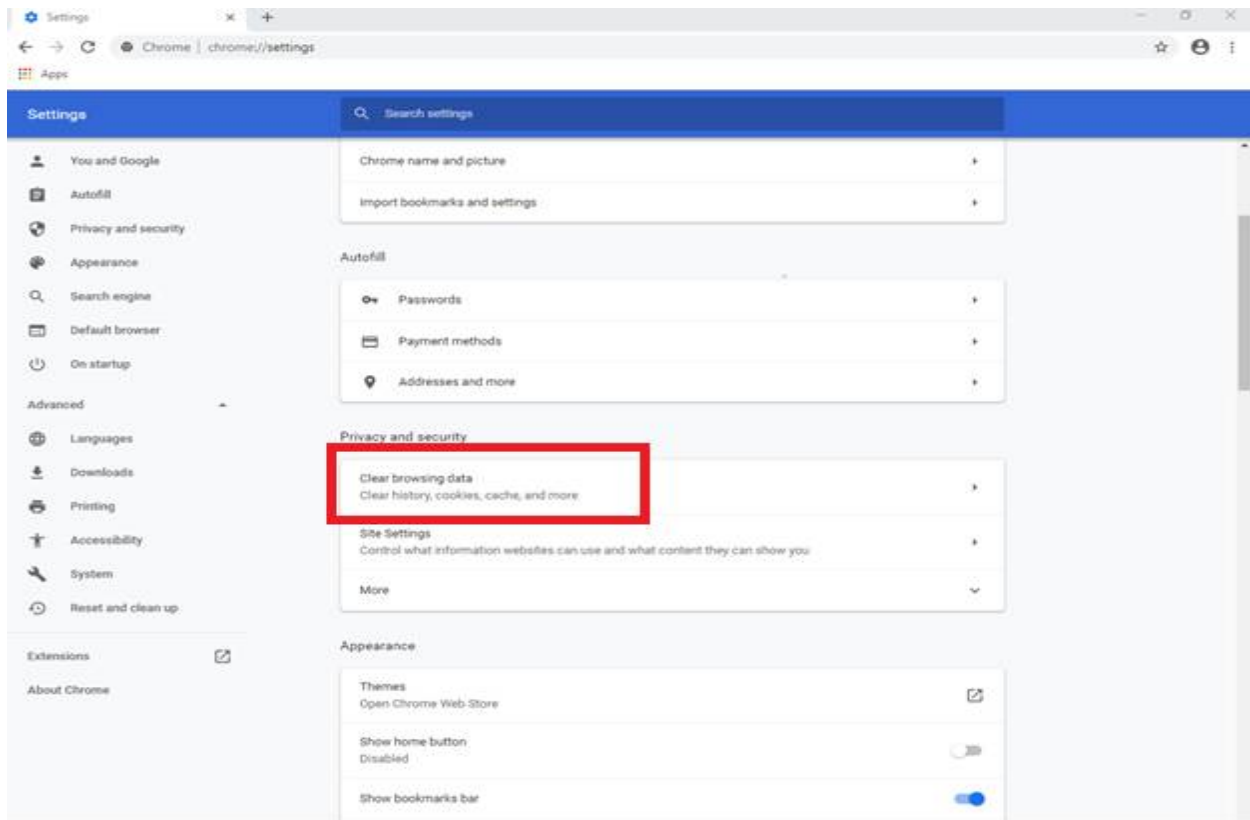 Settings
Chrome | chrome://settings
Apps
Settings
Search settings
You and Google
Autofill
Privacy and security
Appearance
Search engine
Default browser
On startup
Advanced
Languages
Downloads
Printing
Accessibility
System
Reset and clean up
Extensions
About Chrome
Chrome name and picture
Import bookmarks and settings
Autofill
Passwords
Payment methods
Addresses and more
Privacy and security
Clear browsing data
Clear history, cookies, cache, and more
Site Settings
Control what information websites can use and what content they can show you
More
Appearance
Themes
Open Chrome Web Store
Show home button
Disabled
Show bookmarks bar